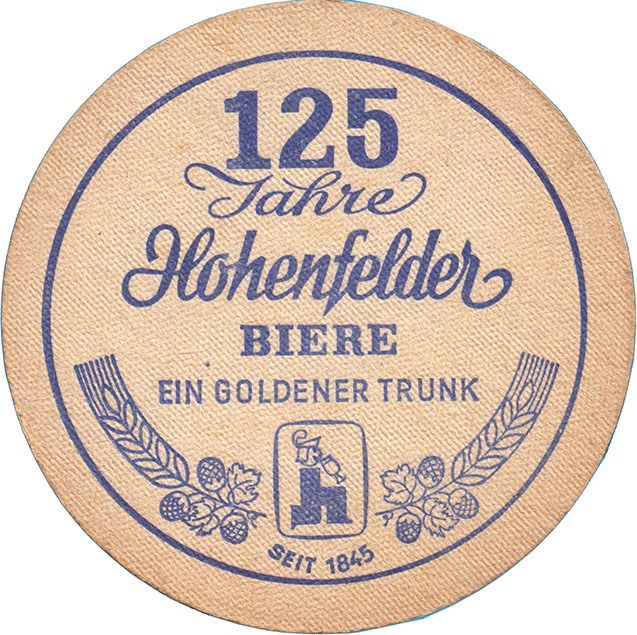 125
Jahre
Hohenfelder
BIERE
EIN GOLDENER TRUNK
SEIT 1845